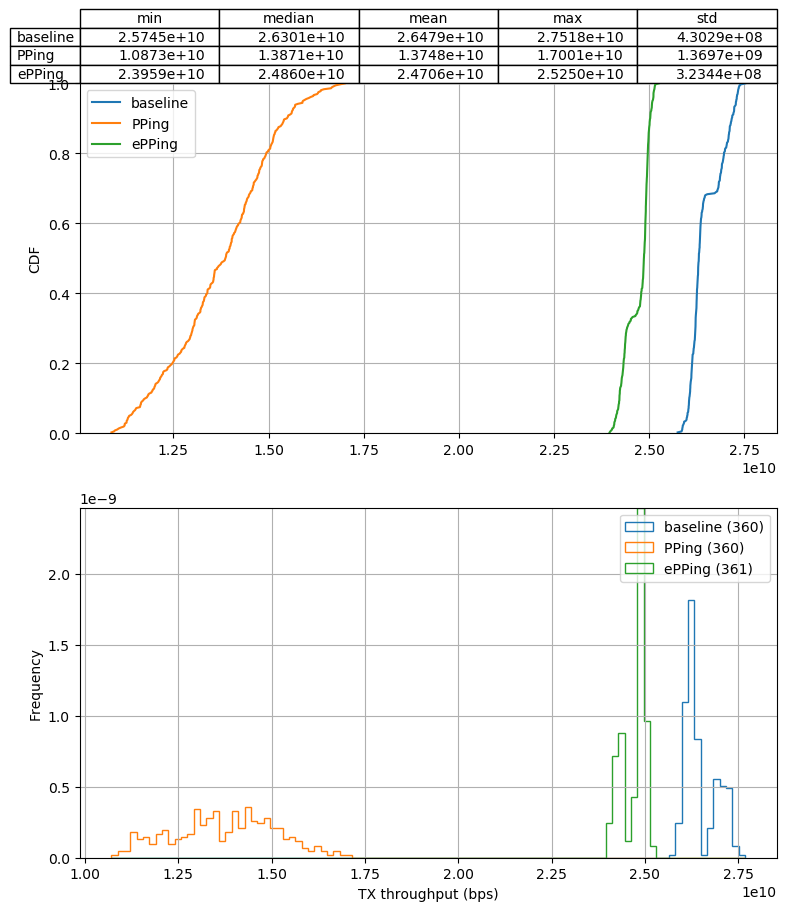 min median mean max std
baseline 2.5745e+10 2.6301e+10 2.6479e+10 2.7518e+10 4.3029e+08
PPing 1.0873e+10 1.3871e+10 1.3748e+10 1.7001e+10 1.3697e+09
ePPing 2.3959e+10 2.4860e+10 2.4706e+10 2.5250e+10 3.2344e+08
1.0
baseline
PPing
ePPing
0.8
0.6
CDF
0.4
0.2
0.0
1.25 1.50 1.75 2.00 2.25 2.50 2.75
1e10
1e−9
baseline (360)
PPing (360)
ePPing (361)
2.0
1.5
Frequency
1.0
0.5
0.0
1.00 1.25 1.50 1.75 2.00 2.25 2.50 2.75
TX throughput (bps)
1e10